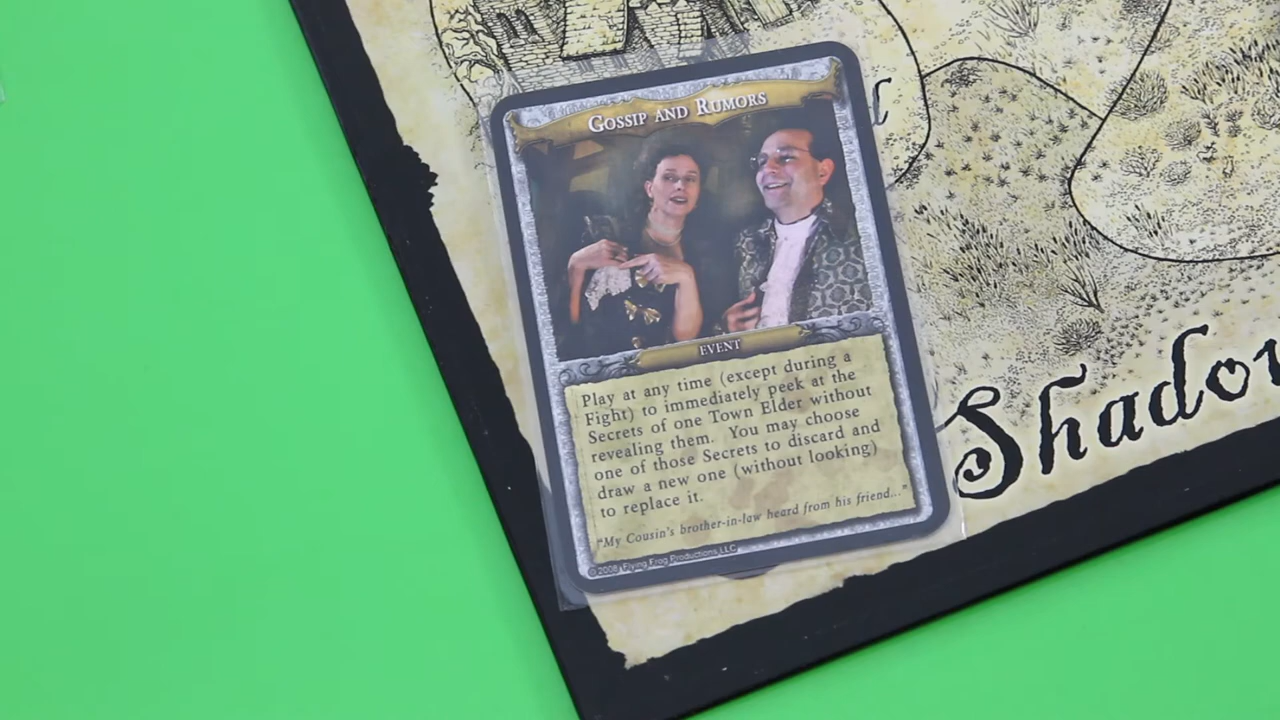 Gossip and Rumors
EVENT
Play at any time (except during a
Fight) to immediately peek at the
Secrets of one Town Elder without
revealing them. You may choose
one of those Secrets to discard and
draw a new one (without looking)
to replace it.
"My Cousin's brother-in-law heard from his friend..."
© 2008 Flying Frog Productions LLC